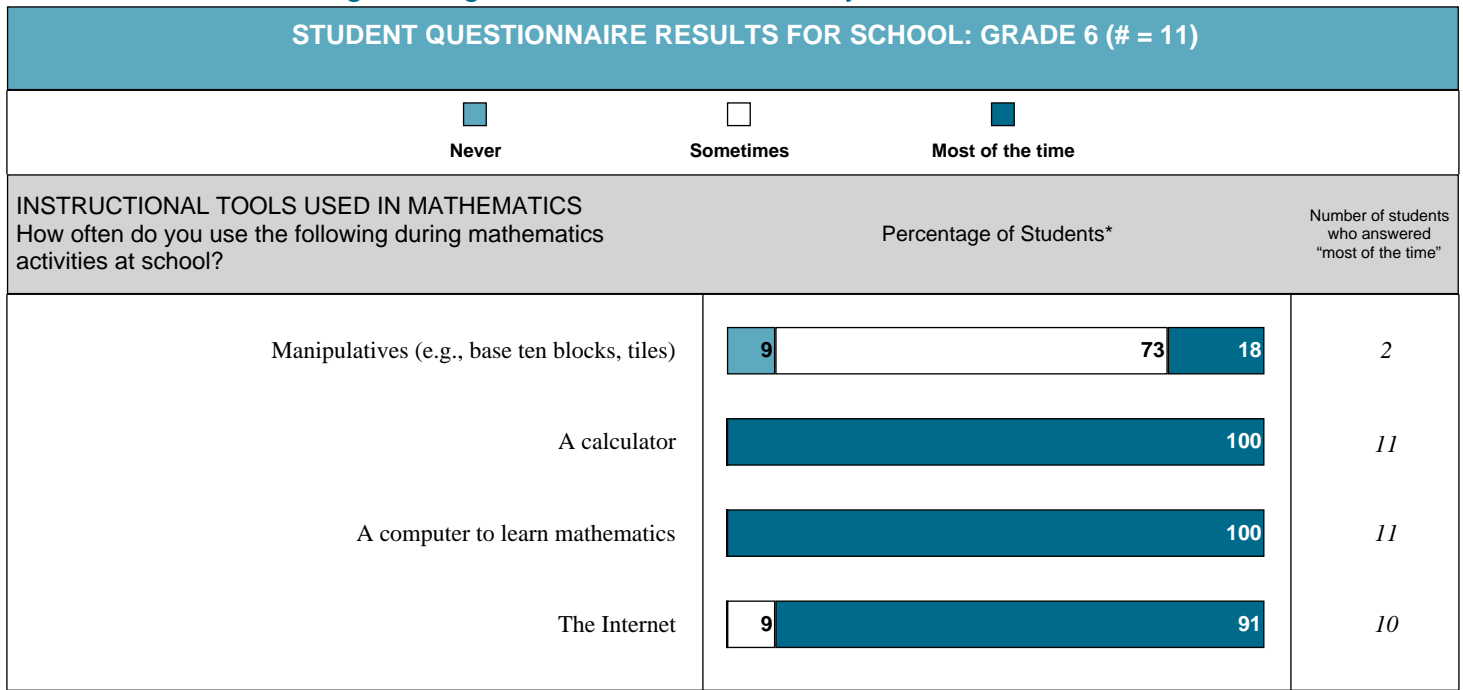 STUDENT QUESTIONNAIRE RESULTS FOR SCHOOL: GRADE 6 (# = 11)
Never Sometimes Most of the time
INSTRUCTIONAL TOOLS USED IN MATHEMATICS
How often do you use the following during mathematics
activities at school?
Percentage of Students*
Number of students
who answered
“most of the time”
Manipulatives (e.g., base ten blocks, tiles) 9 73 18 2
A calculator 100 11
A computer to learn mathematics 100 11
The Internet 9 91 10